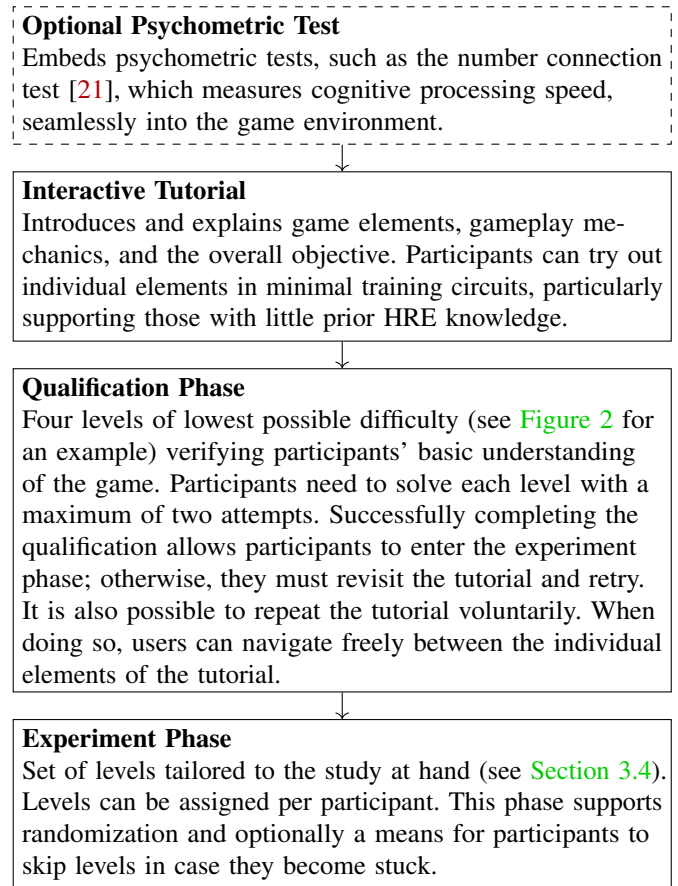 Optional Psychometric Test
Embeds psychometric tests, such as the number connection
test [21], which measures cognitive processing speed,
seamlessly into the game environment.
Interactive Tutorial
Introduces and explains game elements, gameplay me-
chanics, and the overall objective. Participants can try out
individual elements in minimal training circuits, particularly
supporting those with little prior HRE knowledge.
Qualification Phase
Four levels of lowest possible difficulty (see Figure 2 for
an example) verifying participants’ basic understanding
of the game. Participants need to solve each level with a
maximum of two attempts. Successfully completing the
qualification allows participants to enter the experiment
phase; otherwise, they must revisit the tutorial and retry.
It is also possible to repeat the tutorial voluntarily. When
doing so, users can navigate freely between the individual
elements of the tutorial.
Experiment Phase
Set of levels tailored to the study at hand (see Section 3.4).
Levels can be assigned per participant. This phase supports
randomization and optionally a means for participants to
skip levels in case they become stuck.